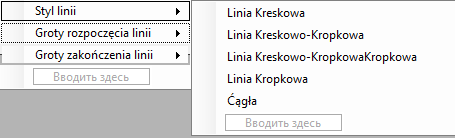 Styl linii
Groty rozpoczęcia linii
Groty zakończenia linii
Вводить здесь
Linia Kreskowa
Linia Kreskowo-Kropkowa
Linia Kreskowo-KropkowaKropkowa
Linia Kropkowa
Ćągła
Вводить здесь